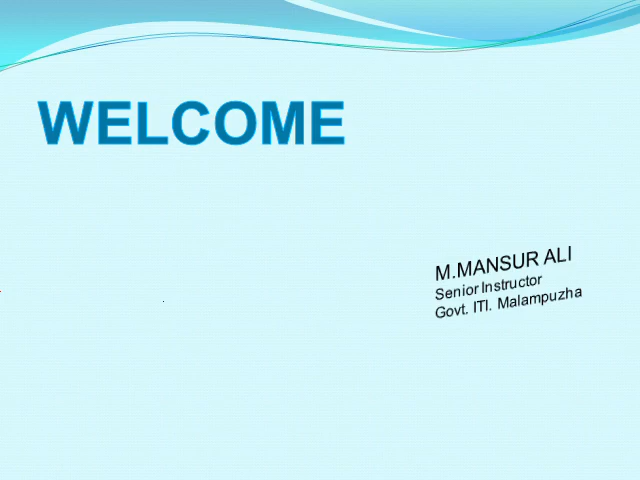 WELCOME
M.MANSUR ALI
Senior Instructor
Govt. ITI. Malampuzha